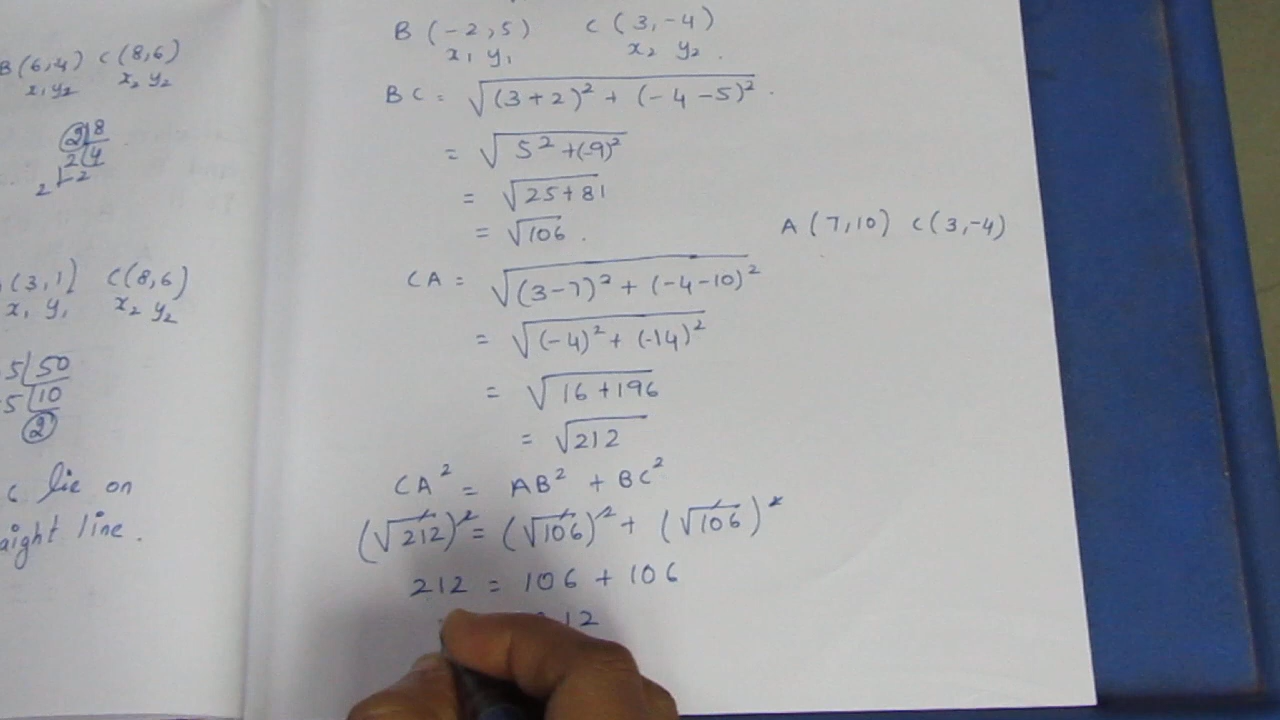 B(6,4) C(8,6)
x₁ y₂ x₂ y₂
2|8
2|4
2
(3,1) C(8,6)
x₁ y₁ x₂ y₂
5|50
5|10
2
C lie on
aight line.
B (-2,5) C (3,-4)
x₁ y₁ x₂ y₂.
BC = √(3+2)² + (-4-5)².
= √5² + (-9)²
= √25+81
= √106.
A (7,10) C(3,-4)
CA = √(3-7)² + (-4-10)²
= √(-4)² + (-14)²
= √16+196
= √212
CA² = AB² + BC²
(√212)² = (√106)² + (√106)²
212 = 106 + 106